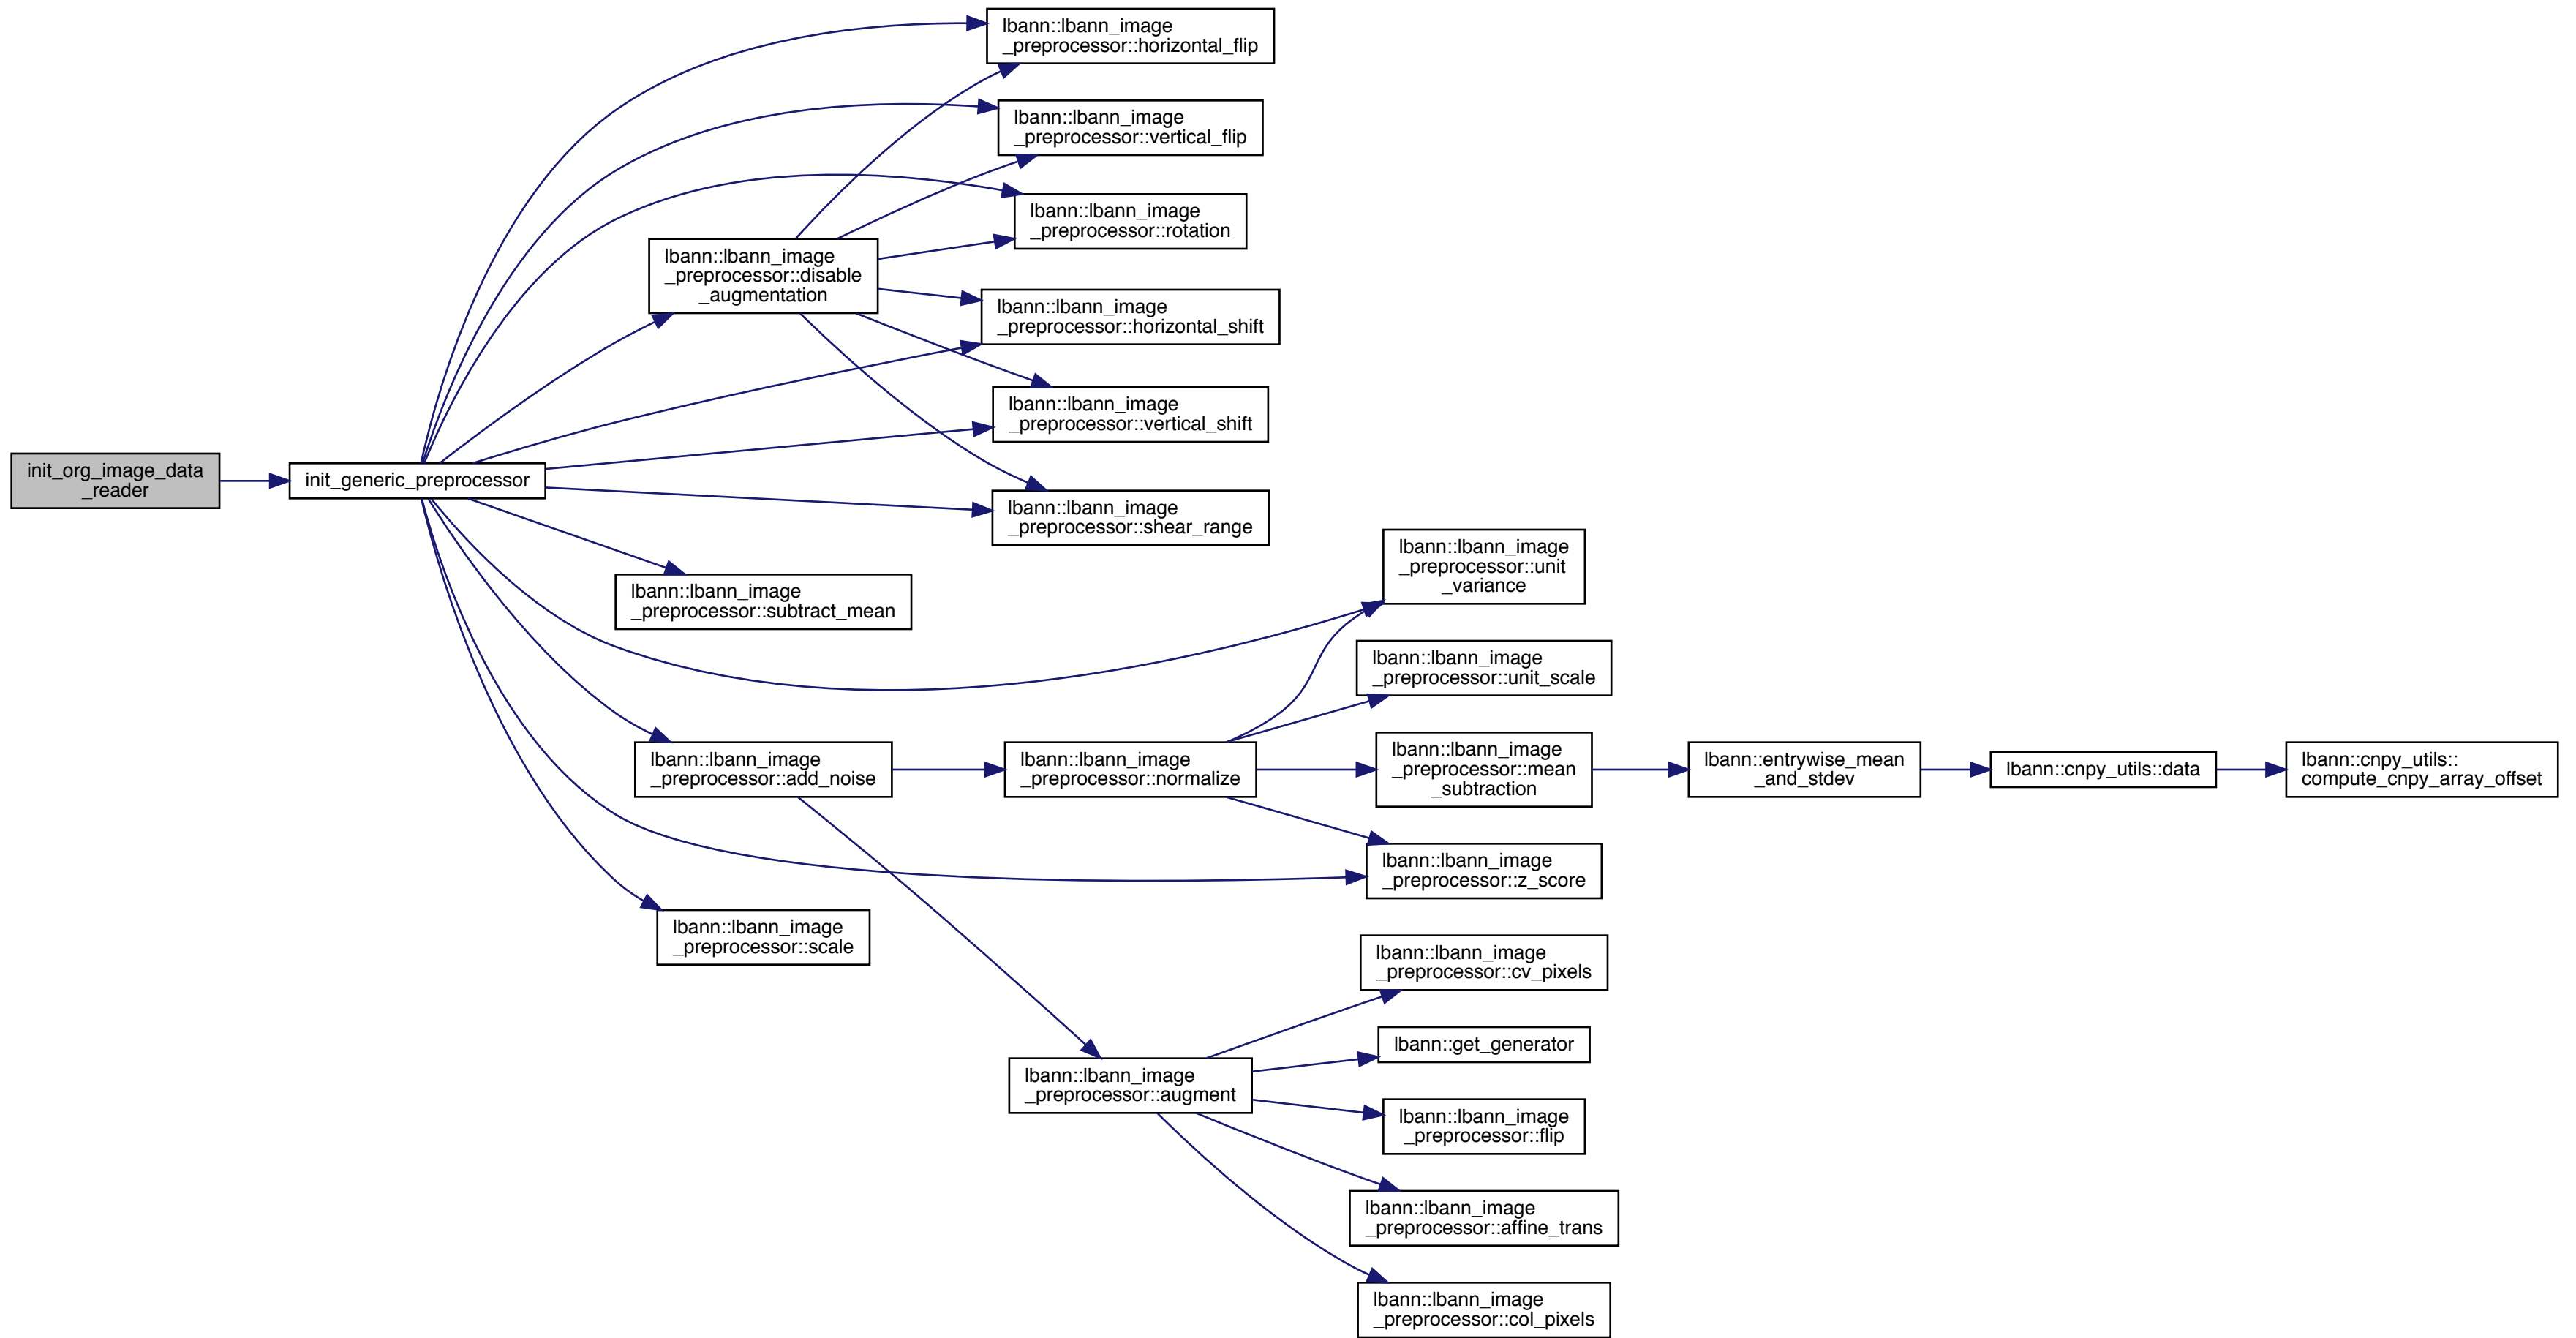 lbann::lbann_image
_preprocessor::horizontal_flip
lbann::lbann_image
_preprocessor::vertical_flip
lbann::lbann_image
_preprocessor::rotation
lbann::lbann_image
_preprocessor::disable
_augmentation
lbann::lbann_image
_preprocessor::horizontal_shift
lbann::lbann_image
_preprocessor::vertical_shift
init_org_image_data
_reader
init_generic_preprocessor
lbann::lbann_image
_preprocessor::shear_range
lbann::lbann_image
_preprocessor::unit
_variance
lbann::lbann_image
_preprocessor::subtract_mean
lbann::lbann_image
_preprocessor::unit_scale
lbann::lbann_image
_preprocessor::add_noise
lbann::lbann_image
_preprocessor::normalize
lbann::lbann_image
_preprocessor::mean
_subtraction
lbann::entrywise_mean
_and_stdev
lbann::cnpy_utils::data
lbann::cnpy_utils::
compute_cnpy_array_offset
lbann::lbann_image
_preprocessor::z_score
lbann::lbann_image
_preprocessor::scale
lbann::lbann_image
_preprocessor::cv_pixels
lbann::get_generator
lbann::lbann_image
_preprocessor::augment
lbann::lbann_image
_preprocessor::flip
lbann::lbann_image
_preprocessor::affine_trans
lbann::lbann_image
_preprocessor::col_pixels